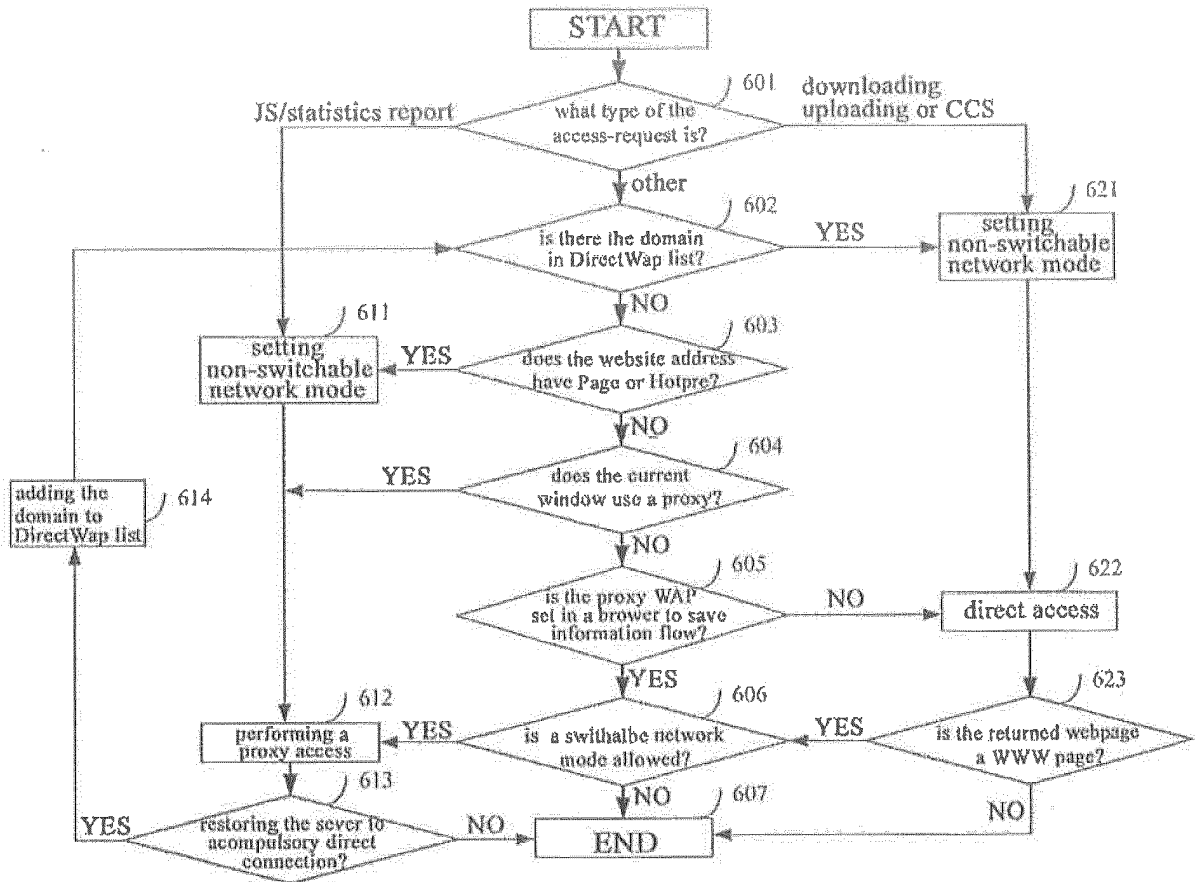 START
601
what type of the
access-request is?
JS/statistics report
downloading
uploading or CCS
other
602
is there the domain
in DirectWap list?
YES
621
setting
non-switchable
network mode
NO
603
does the website address
have Page or Hotpre?
YES
611
setting
non-switchable
network mode
NO
604
does the current
window use a proxy?
YES
adding the
domain to
DirectWap list
614
NO
605
is the proxy WAP
set in a brower to save
information flow?
NO
622
direct access
YES
606
is a swithalbe network
mode allowed?
YES
612
performing a
proxy access
YES
623
is the returned webpage
a WWW page?
NO
NO
607
END
613
restoring the sever to
acompulsory direct
connection?
YES
NO